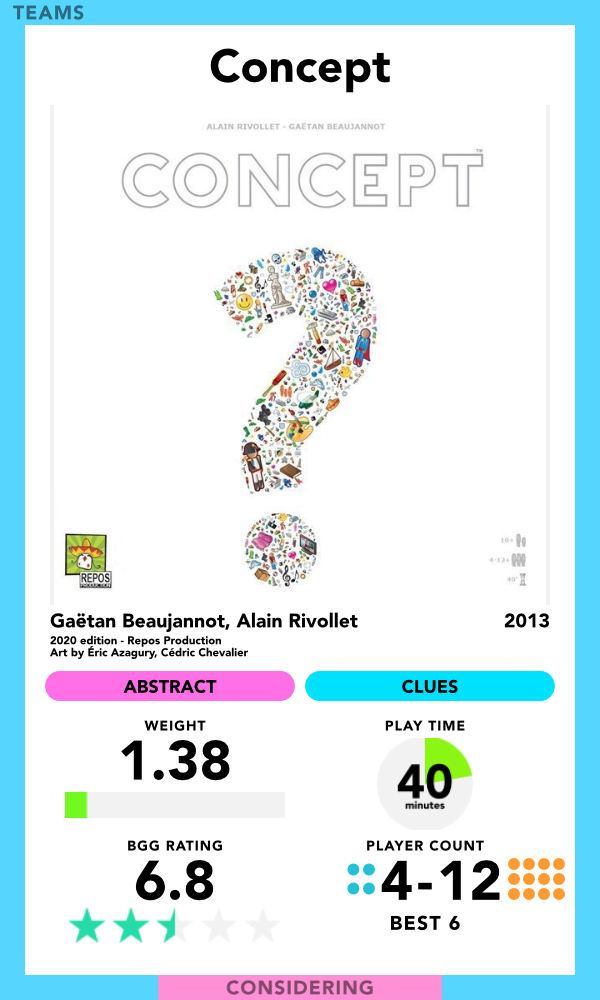 TEAMS
Concept
ALAIN RIVOLLET - GAËTAN BEAUJANNOT
CONCEPT™
REPOS
PRODUCTION
10+
4-12+
40'
Gaëtan Beaujannot, Alain Rivollet 2013
2020 edition - Repos Production
Art by Éric Azagury, Cédric Chevalier
ABSTRACT CLUES
WEIGHT PLAY TIME
1.38 40
minutes
BGG RATING PLAYER COUNT
6.8 4-12
BEST 6
CONSIDERING